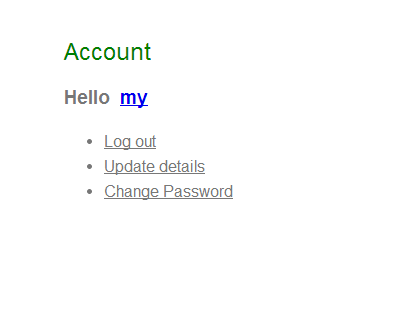 Account
Hello my
Log out
Update details
Change Password